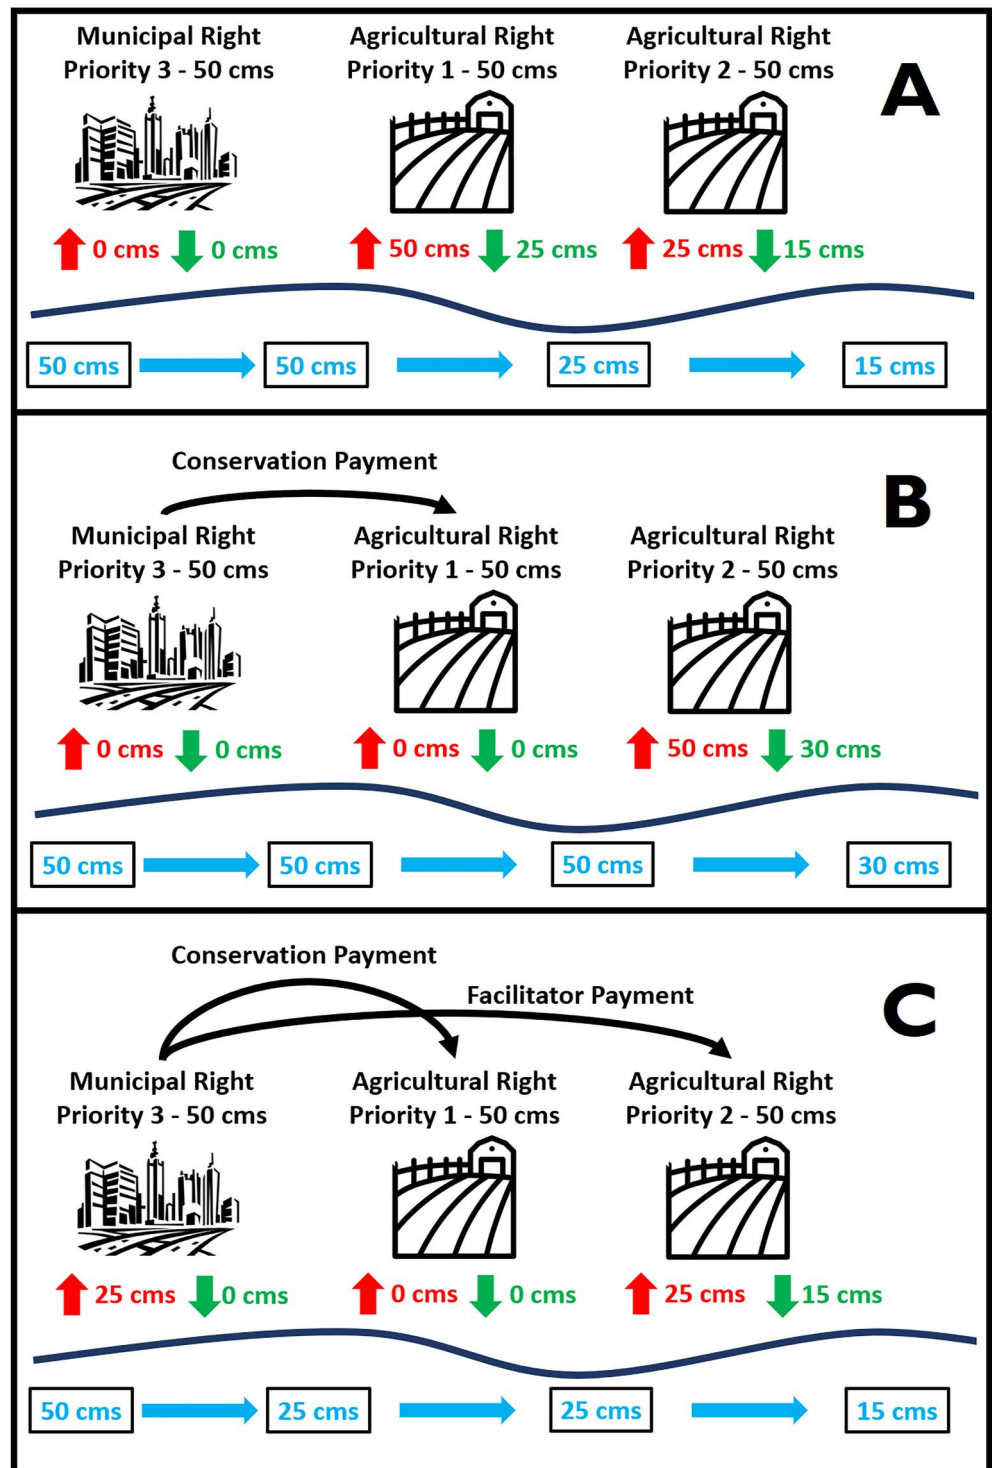 Municipal Right
Priority 3 - 50 cms
Agricultural Right
Priority 1 - 50 cms
Agricultural Right
Priority 2 - 50 cms
A
0 cms
0 cms
50 cms
25 cms
25 cms
15 cms
50 cms
50 cms
25 cms
15 cms
Conservation Payment
B
Municipal Right
Priority 3 - 50 cms
Agricultural Right
Priority 1 - 50 cms
Agricultural Right
Priority 2 - 50 cms
0 cms
0 cms
0 cms
0 cms
50 cms
30 cms
50 cms
50 cms
50 cms
30 cms
Conservation Payment
Facilitator Payment
C
Municipal Right
Priority 3 - 50 cms
Agricultural Right
Priority 1 - 50 cms
Agricultural Right
Priority 2 - 50 cms
25 cms
0 cms
0 cms
0 cms
25 cms
15 cms
50 cms
25 cms
25 cms
15 cms